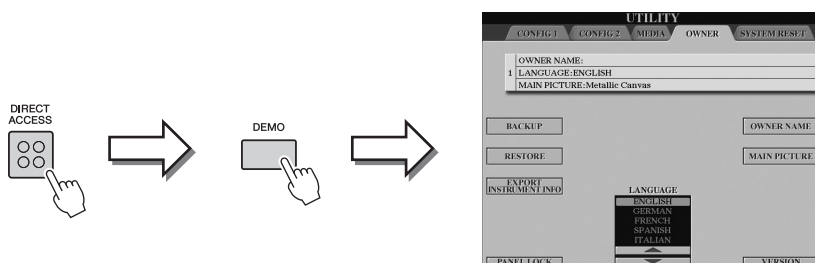 DIRECT
ACCESS
DEMO
UTILITY
CONFIG 1 CONFIG 2 MEDIA OWNER SYSTEM RESET
OWNER NAME:
1 LANGUAGE:ENGLISH
MAIN PICTURE:Metallic Canvas
BACKUP OWNER NAME
RESTORE MAIN PICTURE
EXPORT
INSTRUMENT INFO
LANGUAGE
ENGLISH
GERMAN
FRENCH
SPANISH
ITALIAN
PANEL LOCK VERSION